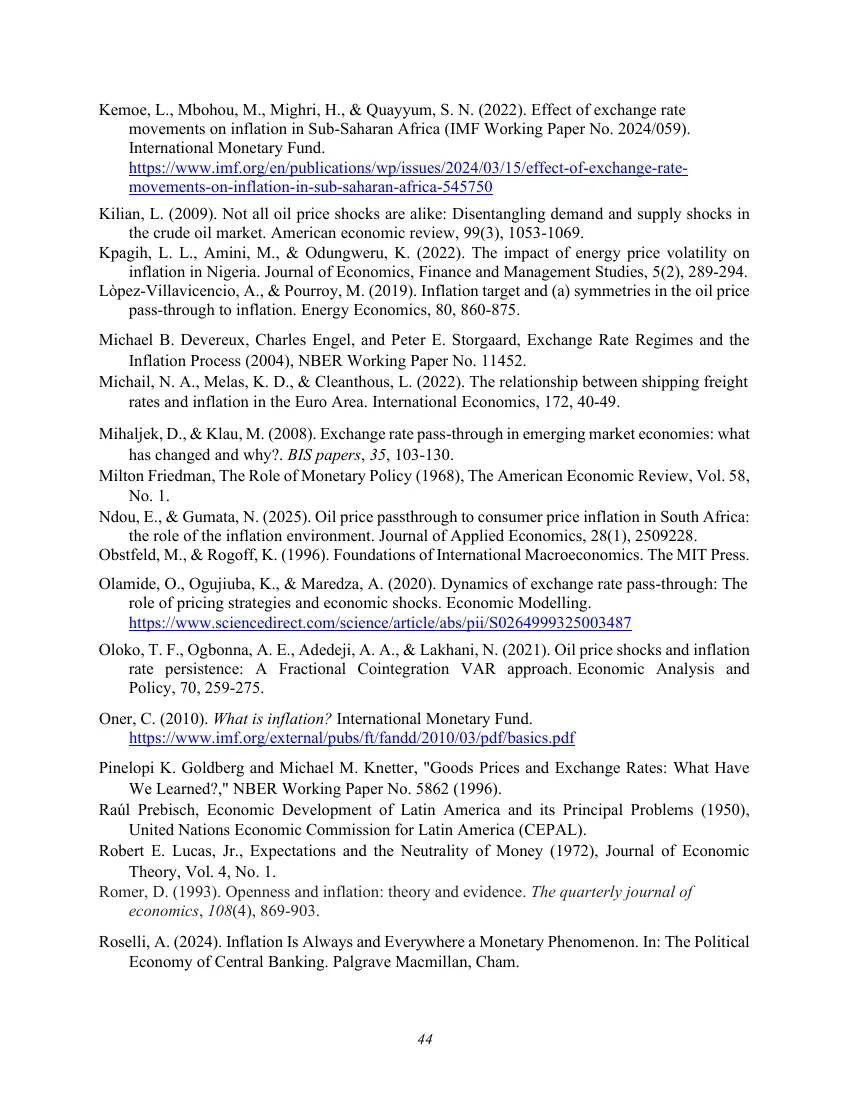 Kemoe, L., Mbohou, M., Mighri, H., & Quayyum, S. N. (2022). Effect of exchange rate
movements on inflation in Sub-Saharan Africa (IMF Working Paper No. 2024/059).
International Monetary Fund.
https://www.imf.org/en/publications/wp/issues/2024/03/15/effect-of-exchange-rate-
movements-on-inflation-in-sub-saharan-africa-545750
Kilian, L. (2009). Not all oil price shocks are alike: Disentangling demand and supply shocks in
the crude oil market. American economic review, 99(3), 1053-1069.
Kpagih, L. L., Amini, M., & Odungweru, K. (2022). The impact of energy price volatility on
inflation in Nigeria. Journal of Economics, Finance and Management Studies, 5(2), 289-294.
Lòpez-Villavicencio, A., & Pourroy, M. (2019). Inflation target and (a) symmetries in the oil price
pass-through to inflation. Energy Economics, 80, 860-875.
Michael B. Devereux, Charles Engel, and Peter E. Storgaard, Exchange Rate Regimes and the
Inflation Process (2004), NBER Working Paper No. 11452.
Michail, N. A., Melas, K. D., & Cleanthous, L. (2022). The relationship between shipping freight
rates and inflation in the Euro Area. International Economics, 172, 40-49.
Mihaljek, D., & Klau, M. (2008). Exchange rate pass-through in emerging market economies: what
has changed and why?. BIS papers, 35, 103-130.
Milton Friedman, The Role of Monetary Policy (1968), The American Economic Review, Vol. 58,
No. 1.
Ndou, E., & Gumata, N. (2025). Oil price passthrough to consumer price inflation in South Africa:
the role of the inflation environment. Journal of Applied Economics, 28(1), 2509228.
Obstfeld, M., & Rogoff, K. (1996). Foundations of International Macroeconomics. The MIT Press.
Olamide, O., Ogujiuba, K., & Maredza, A. (2020). Dynamics of exchange rate pass-through: The
role of pricing strategies and economic shocks. Economic Modelling.
https://www.sciencedirect.com/science/article/abs/pii/S0264999325003487
Oloko, T. F., Ogbonna, A. E., Adedeji, A. A., & Lakhani, N. (2021). Oil price shocks and inflation
rate persistence: A Fractional Cointegration VAR approach. Economic Analysis and
Policy, 70, 259-275.
Oner, C. (2010). What is inflation? International Monetary Fund.
https://www.imf.org/external/pubs/ft/fandd/2010/03/pdf/basics.pdf
Pinelopi K. Goldberg and Michael M. Knetter, "Goods Prices and Exchange Rates: What Have
We Learned?," NBER Working Paper No. 5862 (1996).
Raúl Prebisch, Economic Development of Latin America and its Principal Problems (1950),
United Nations Economic Commission for Latin America (CEPAL).
Robert E. Lucas, Jr., Expectations and the Neutrality of Money (1972), Journal of Economic
Theory, Vol. 4, No. 1.
Romer, D. (1993). Openness and inflation: theory and evidence. The quarterly journal of
economics, 108(4), 869-903.
Roselli, A. (2024). Inflation Is Always and Everywhere a Monetary Phenomenon. In: The Political
Economy of Central Banking. Palgrave Macmillan, Cham.
44